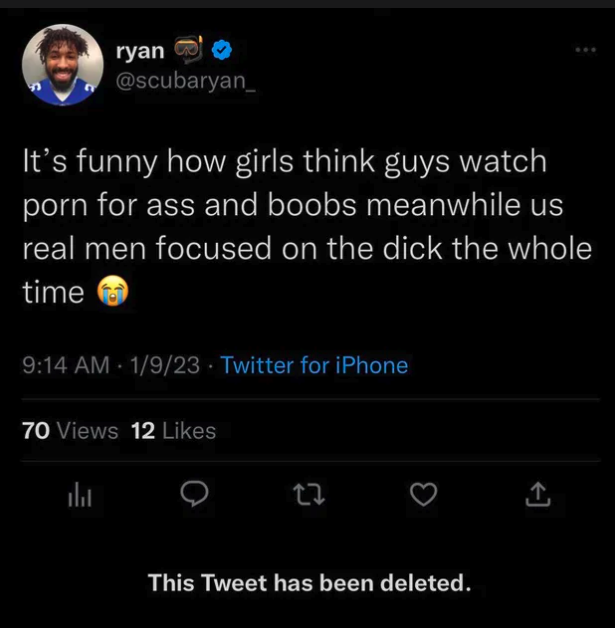 ryan
@scubaryan_
It’s funny how girls think guys watch
porn for ass and boobs meanwhile us
real men focused on the dick the whole
time 😭
9:14 AM · 1/9/23 · Twitter for iPhone
70 Views 12 Likes
This Tweet has been deleted.